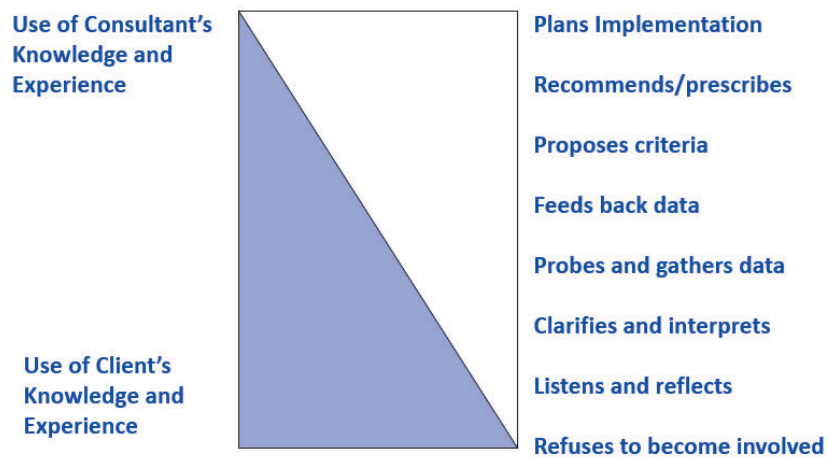 Use of Consultant's
Knowledge and
Experience
Use of Client's
Knowledge and
Experience
Plans Implementation
Recommends/prescribes
Proposes criteria
Feeds back data
Probes and gathers data
Clarifies and interprets
Listens and reflects
Refuses to become involved